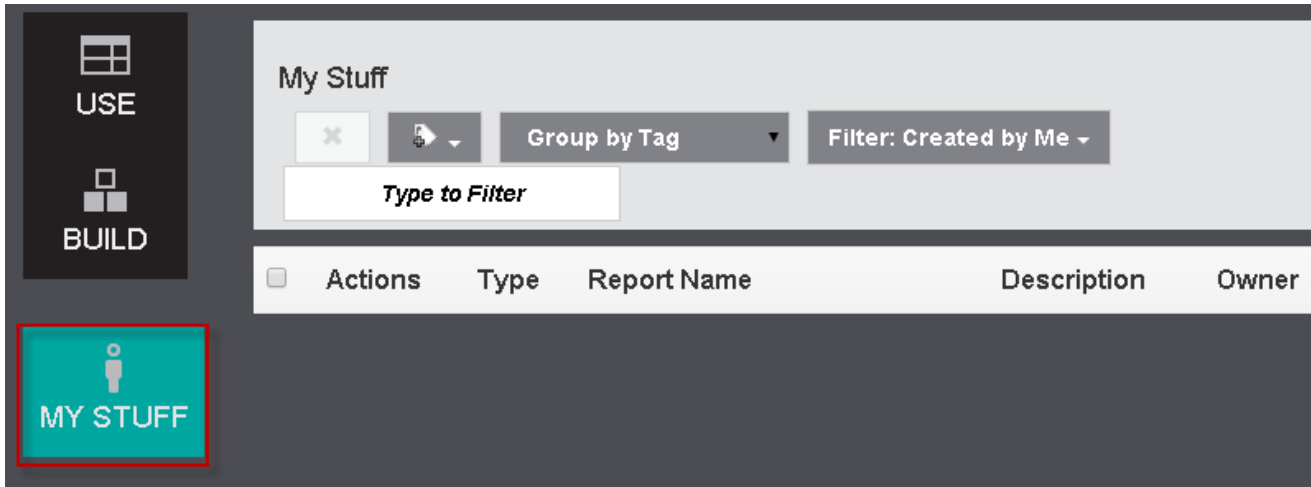 USE
BUILD
MY STUFF
My Stuff
Group by Tag Filter: Created by Me
Type to Filter
Actions Type Report Name Description Owner